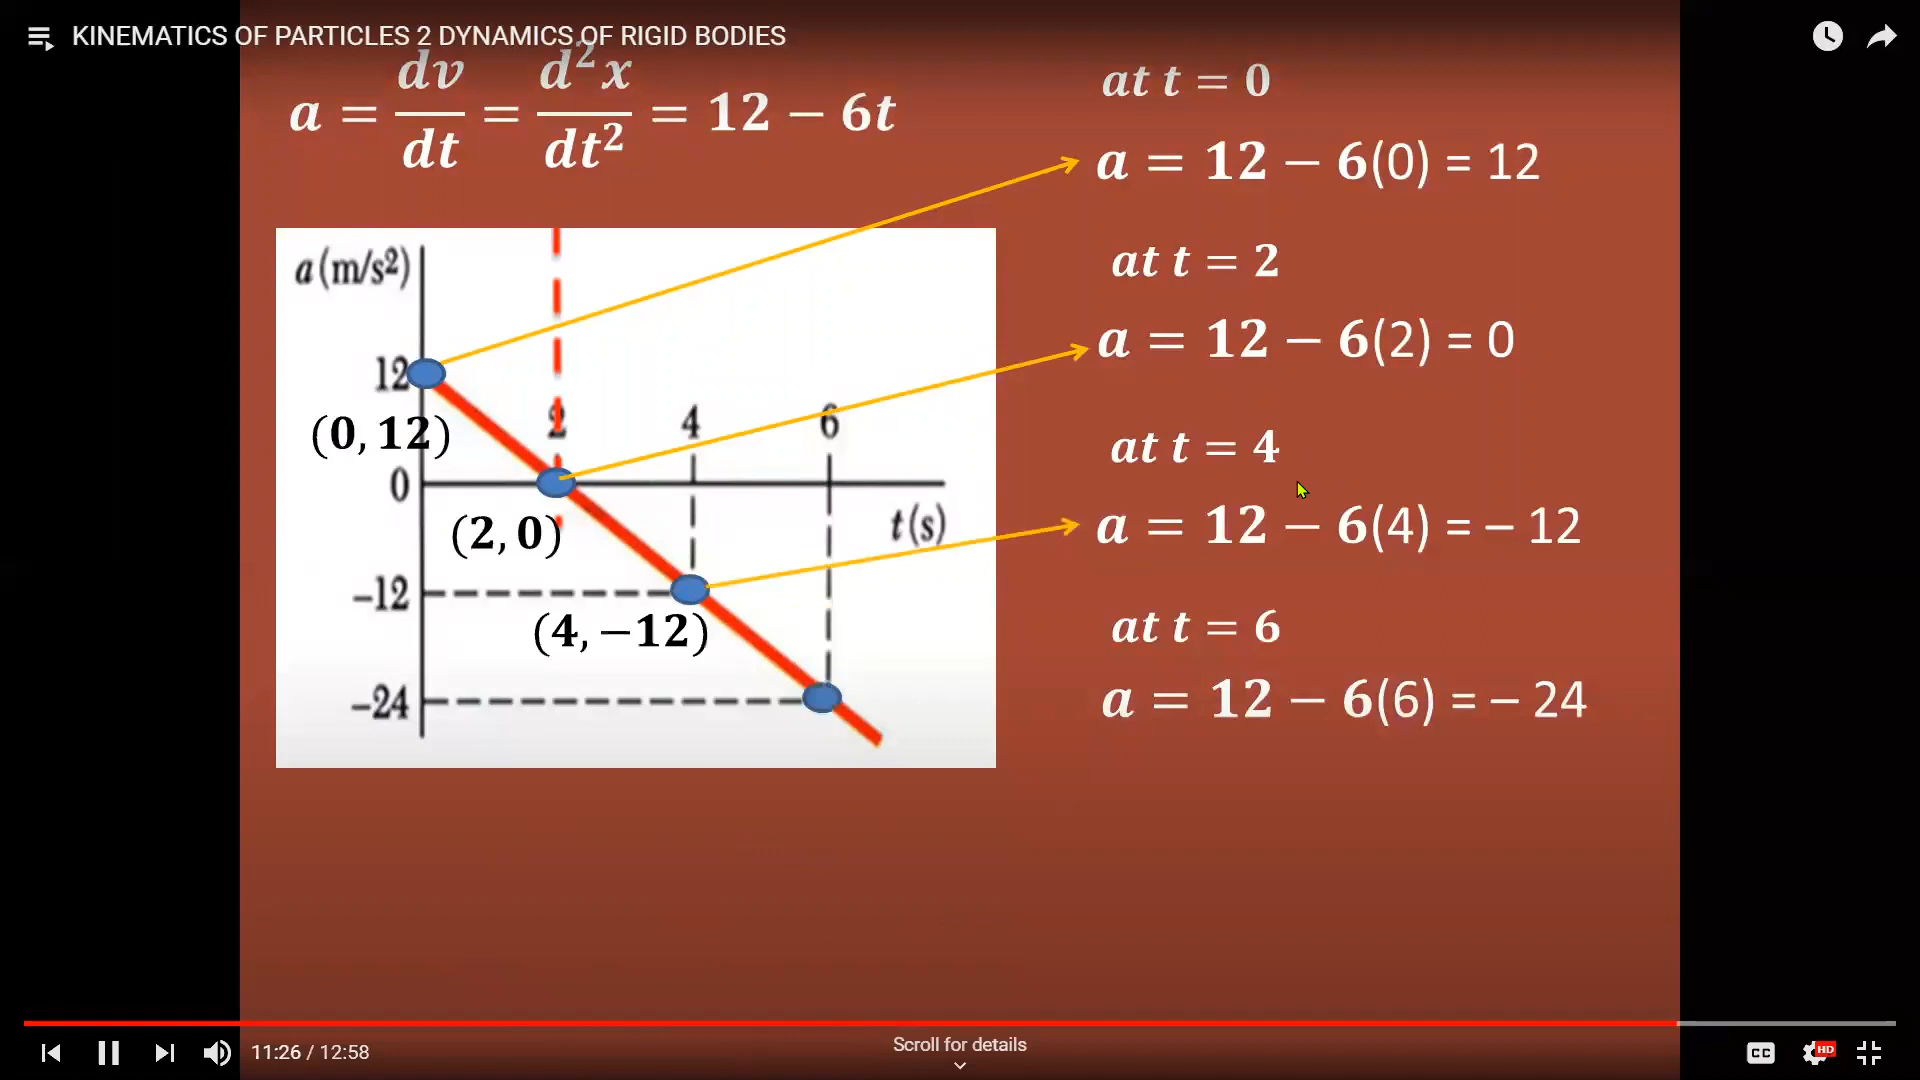 KINEMATICS OF PARTICLES 2 DYNAMICS OF RIGID BODIES
a = dv/dt = d²x/dt² = 12 − 6t
at t = 0
a = 12 − 6(0) = 12
at t = 2
a = 12 − 6(2) = 0
at t = 4
a = 12 − 6(4) = – 12
at t = 6
a = 12 − 6(6) = – 24
a (m/s²)
12
(0, 12)
2 4 6
0
t (s)
(2, 0)
–12
(4, −12)
–24
11:26 / 12:58
Scroll for details
CC
HD